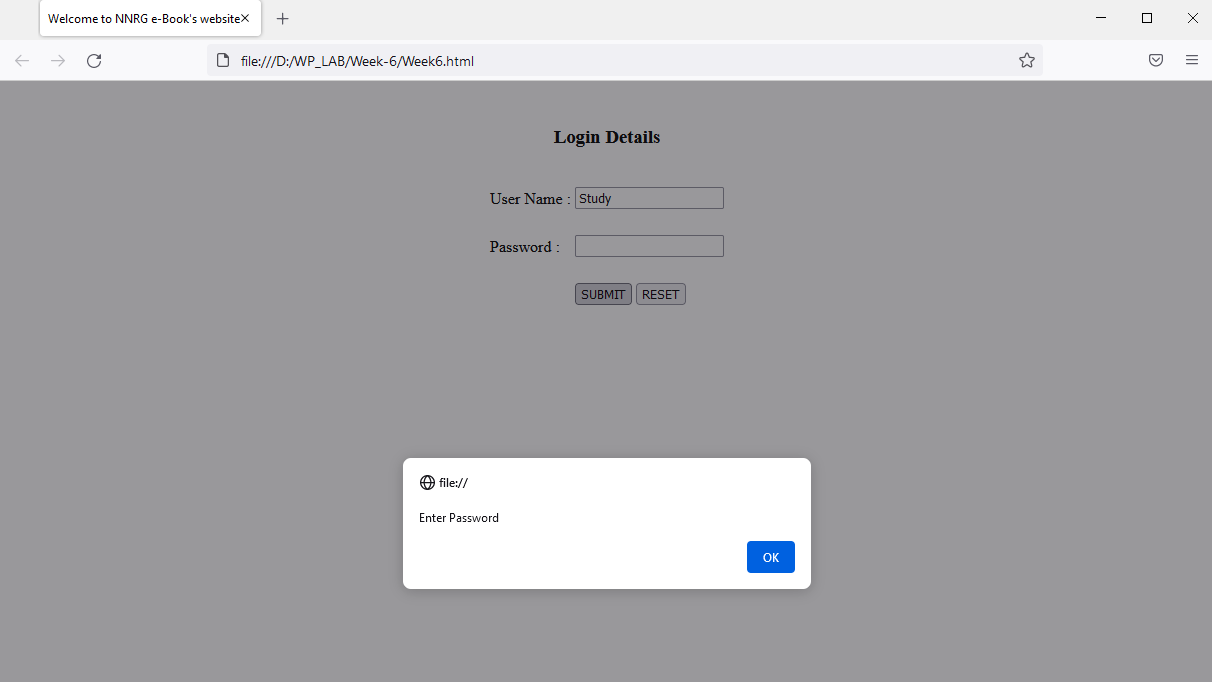 Welcome to NNRG e-Book's website
file:///D:/WP_LAB/Week-6/Week6.html
Login Details
User Name : Study
Password :
SUBMIT RESET
file://
Enter Password
OK